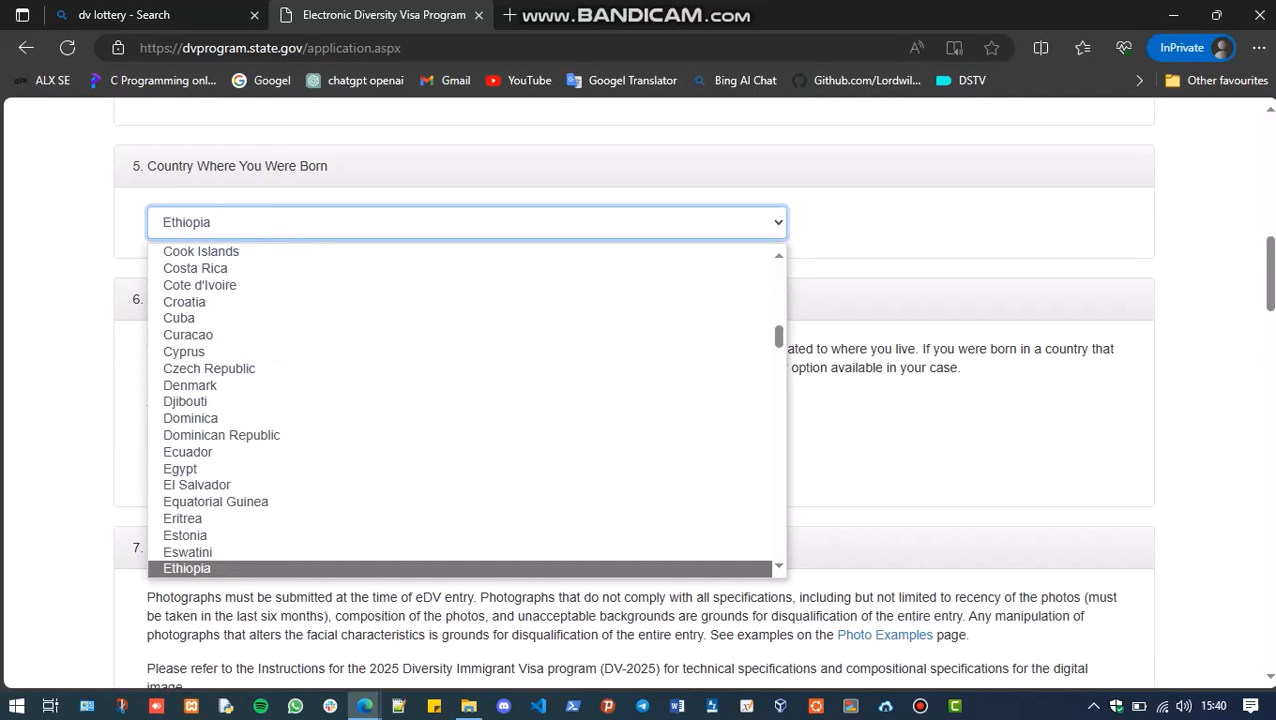 dv lottery - Search
Electronic Diversity Visa Program
www.BANDICAM.com
https://dvprogram.state.gov/application.aspx
InPrivate
ALX SE
C Programing onl...
Googel
chatgpt openai
Gmail
YouTube
Googel Translator
Bing AI Chat
Github.com/Lordwil...
DSTV
Other favourites
5. Country Where You Were Born
Ethiopia
Cook Islands
Costa Rica
Cote d'Ivoire
Croatia
Cuba
Curacao
Cyprus
Czech Republic
Denmark
Djibouti
Dominica
Dominican Republic
Ecuador
Egypt
El Salvador
Equatorial Guinea
Eritrea
Estonia
Eswatini
Ethiopia
6.
ated to where you live. If you were born in a country that
option available in your case.
7.
Photographs must be submitted at the time of eDV entry. Photographs that do not comply with all specifications, including but not limited to recency of the photos (must
be taken in the last six months), composition of the photos, and unacceptable backgrounds are grounds for disqualification of the entire entry. Any manipulation of
photographs that alters the facial characteristics is grounds for disqualification of the entire entry. See examples on the Photo Examples page.
Please refer to the Instructions for the 2025 Diversity Immigrant Visa program (DV-2025) for technical specifications and compositional specifications for the digital
image.
15:40